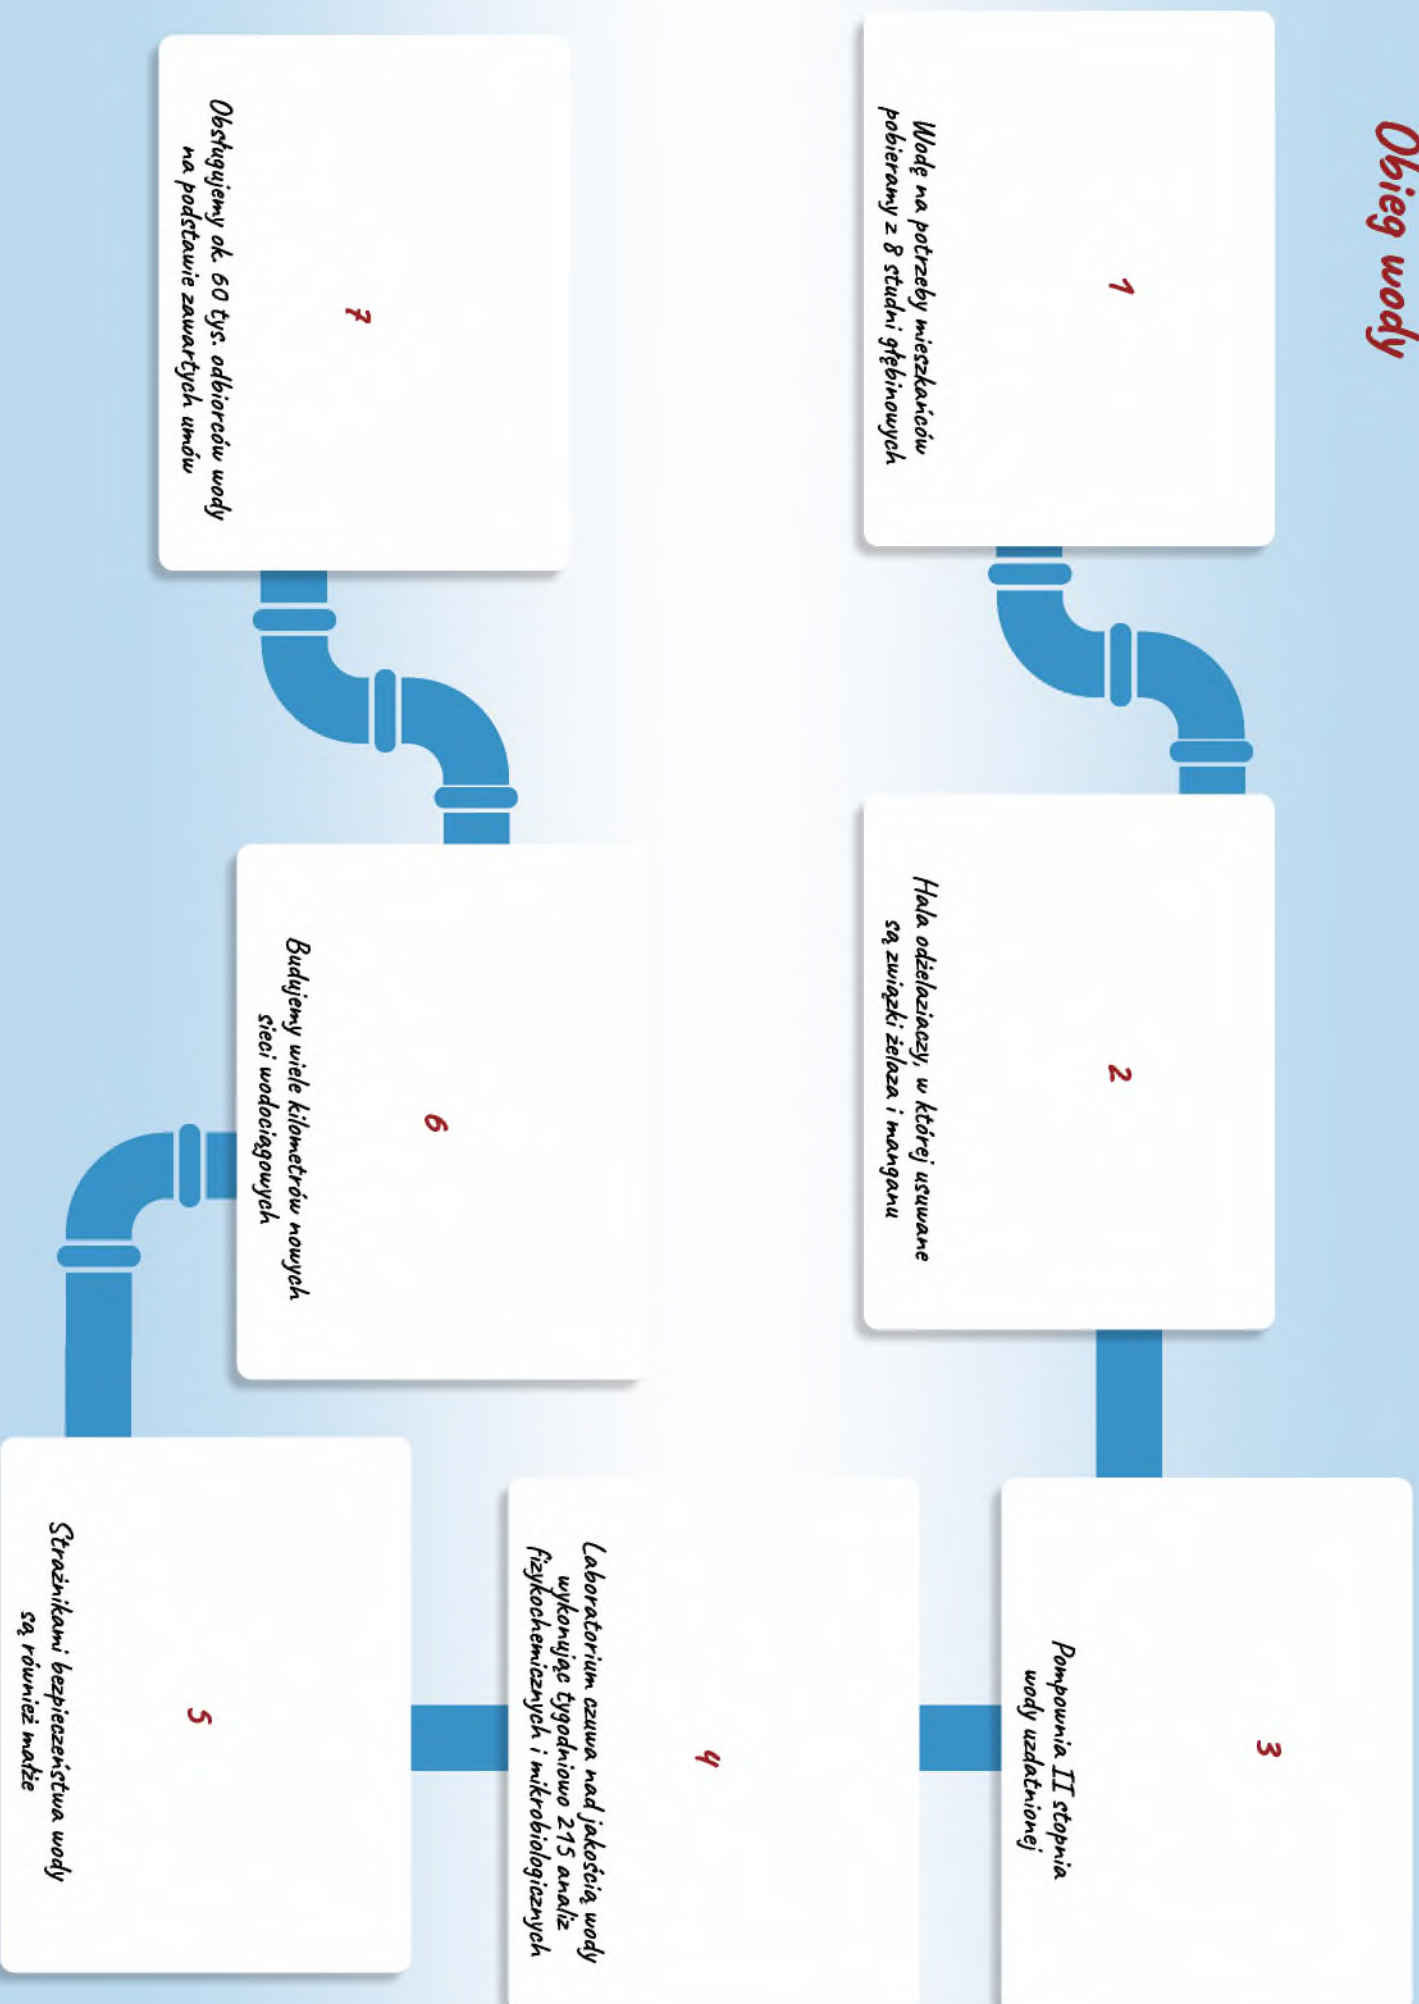 Obieg wody
1
Wodę na potrzeby mieszkańców
pobieramy z 8 studni głębinowych
2
Hala odżelaziaczy, w której usuwane
są związki żelaza i manganu
3
Pompownia II stopnia
wody uzdatnionej
4
Laboratorium czuwa nad jakością wody
wykonując tygodniowo 215 analiz
fizykochemicznych i mikrobiologicznych
5
Strażnikami bezpieczeństwa wody
są również małże
6
Budujemy wiele kilometrów nowych
sieci wodociągowych
7
Obsługujemy ok. 60 tys. odbiorców wody
na podstawie zawartych umów